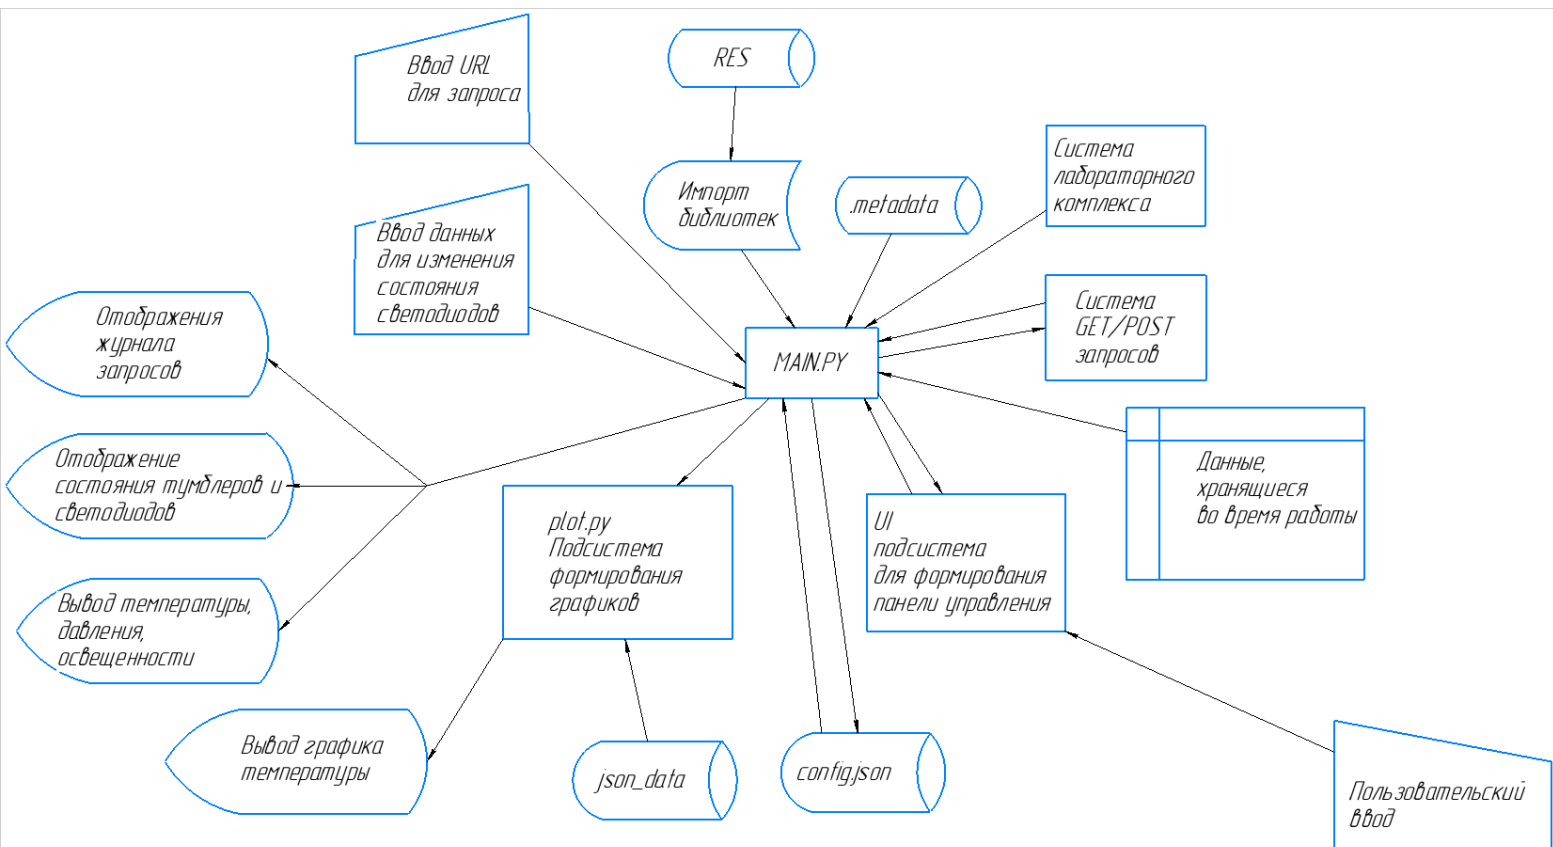 Ввод URL
для запроса
RES
Система
лабораторного
комплекса
Импорт
библиотек
.metadata
Ввод данных
для изменения
состояния
светодиодов
Система
GET/POST
запросов
Отображения
журнала
запросов
MAIN.PY
Отображение
состояния тумблеров и
светодиодов
Данные,
хранящиеся
во время работы
plot.py
Подсистема
формирования
графиков
UI
подсистема
для формирования
панели управления
Вывод температуры,
давления,
освещенности
Вывод графика
температуры
json_data
config.json
Пользовательский
ввод